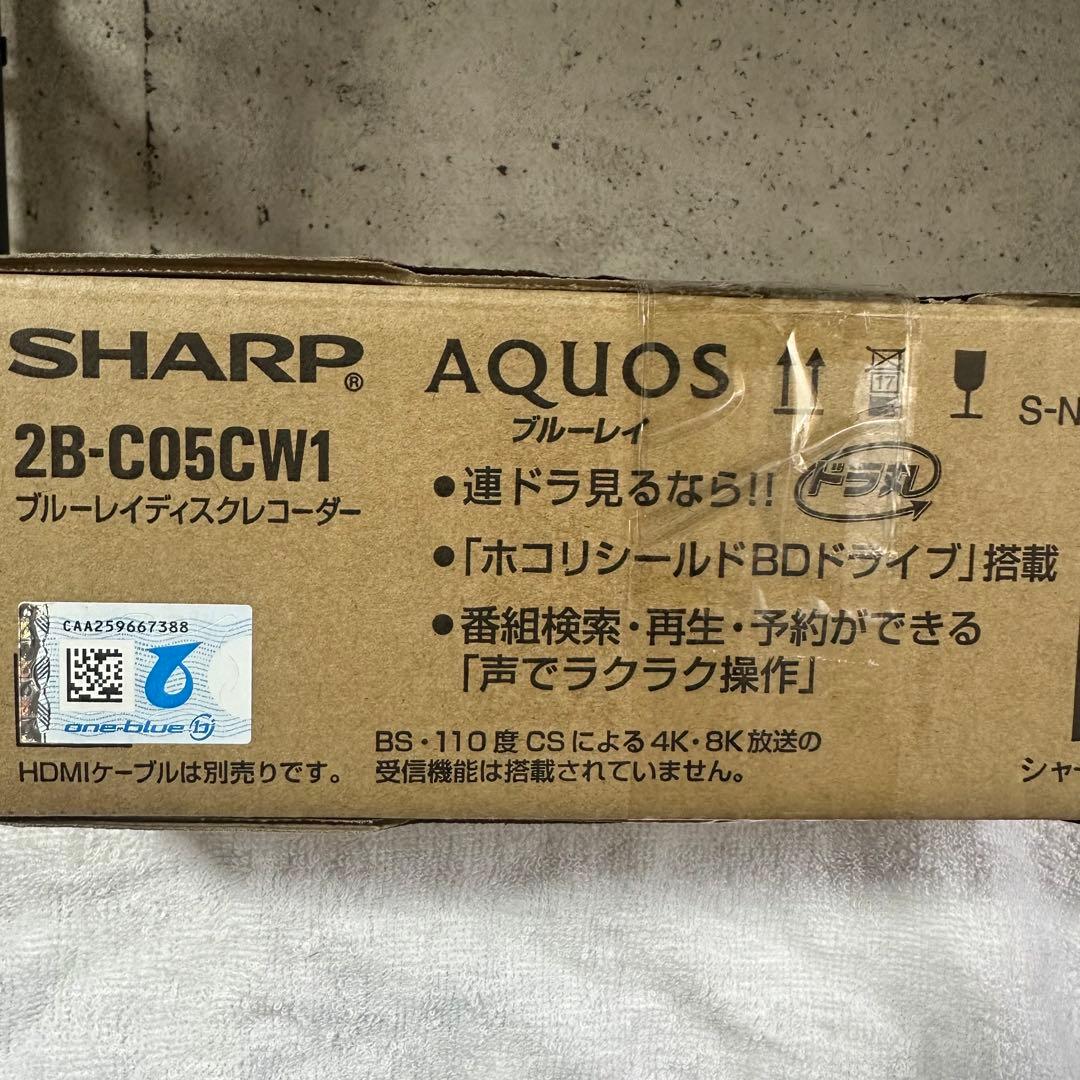 SHARP®
2B-C05CW1
ブルーレイディスクレコーダー
CAA259667388
one-blue
HDMIケーブルは別売りです。
AQUOS
ブルーレイ
17
S-N
●連ドラ見るなら!! ドラ丸
●「ホコリシールドBDドライブ」搭載
●番組検索・再生・予約ができる
「声でラクラク操作」
BS・110度CSによる4K・8K放送の
受信機能は搭載されていません。
シャー